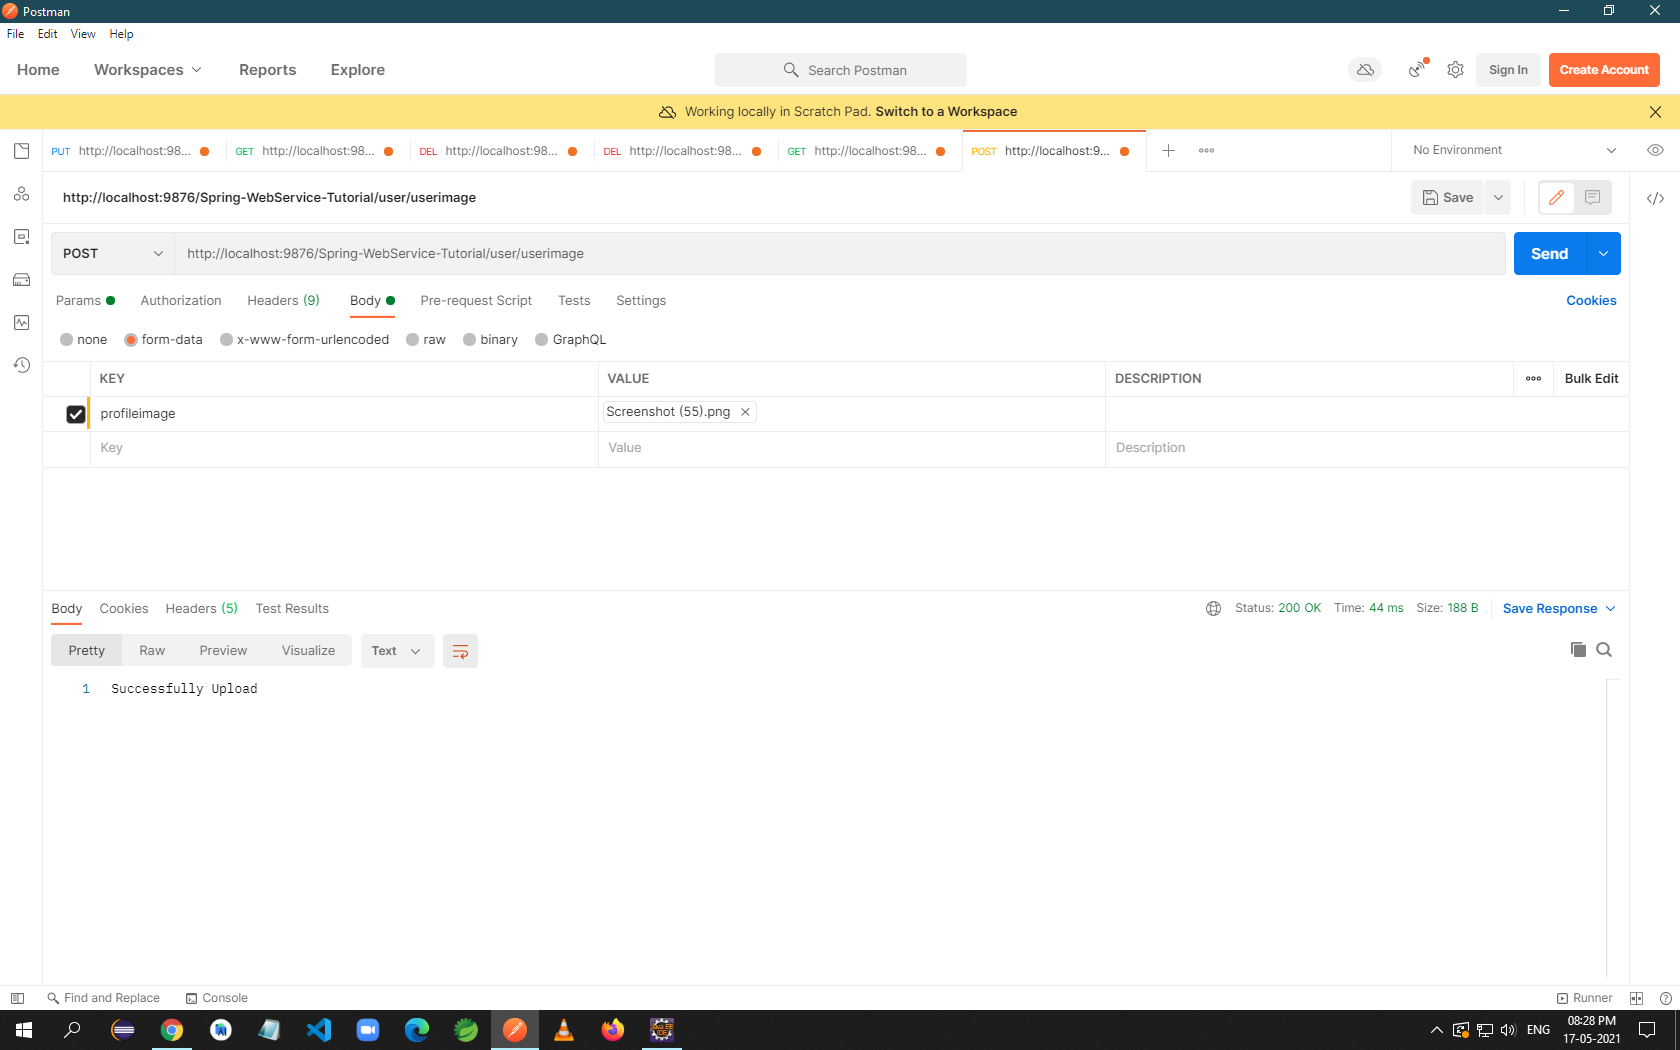 Postman
File Edit View Help
Home Workspaces Reports Explore Search Postman Sign In Create Account
Working locally in Scratch Pad. Switch to a Workspace
PUT http://localhost:98... GET http://localhost:98... DEL http://localhost:98... DEL http://localhost:98... GET http://localhost:98... POST http://localhost:9... No Environment
http://localhost:9876/Spring-WebService-Tutorial/user/userimage Save
POST http://localhost:9876/Spring-WebService-Tutorial/user/userimage Send
Params Authorization Headers (9) Body Pre-request Script Tests Settings Cookies
none form-data x-www-form-urlencoded raw binary GraphQL
KEY VALUE DESCRIPTION Bulk Edit
profileimage Screenshot (55).png
Key Value Description
Body Cookies Headers (5) Test Results Status: 200 OK Time: 44 ms Size: 188 B Save Response
Pretty Raw Preview Visualize Text
1 Successfully Upload
Find and Replace Console Runner
ENG 08:28 PM
17-05-2021